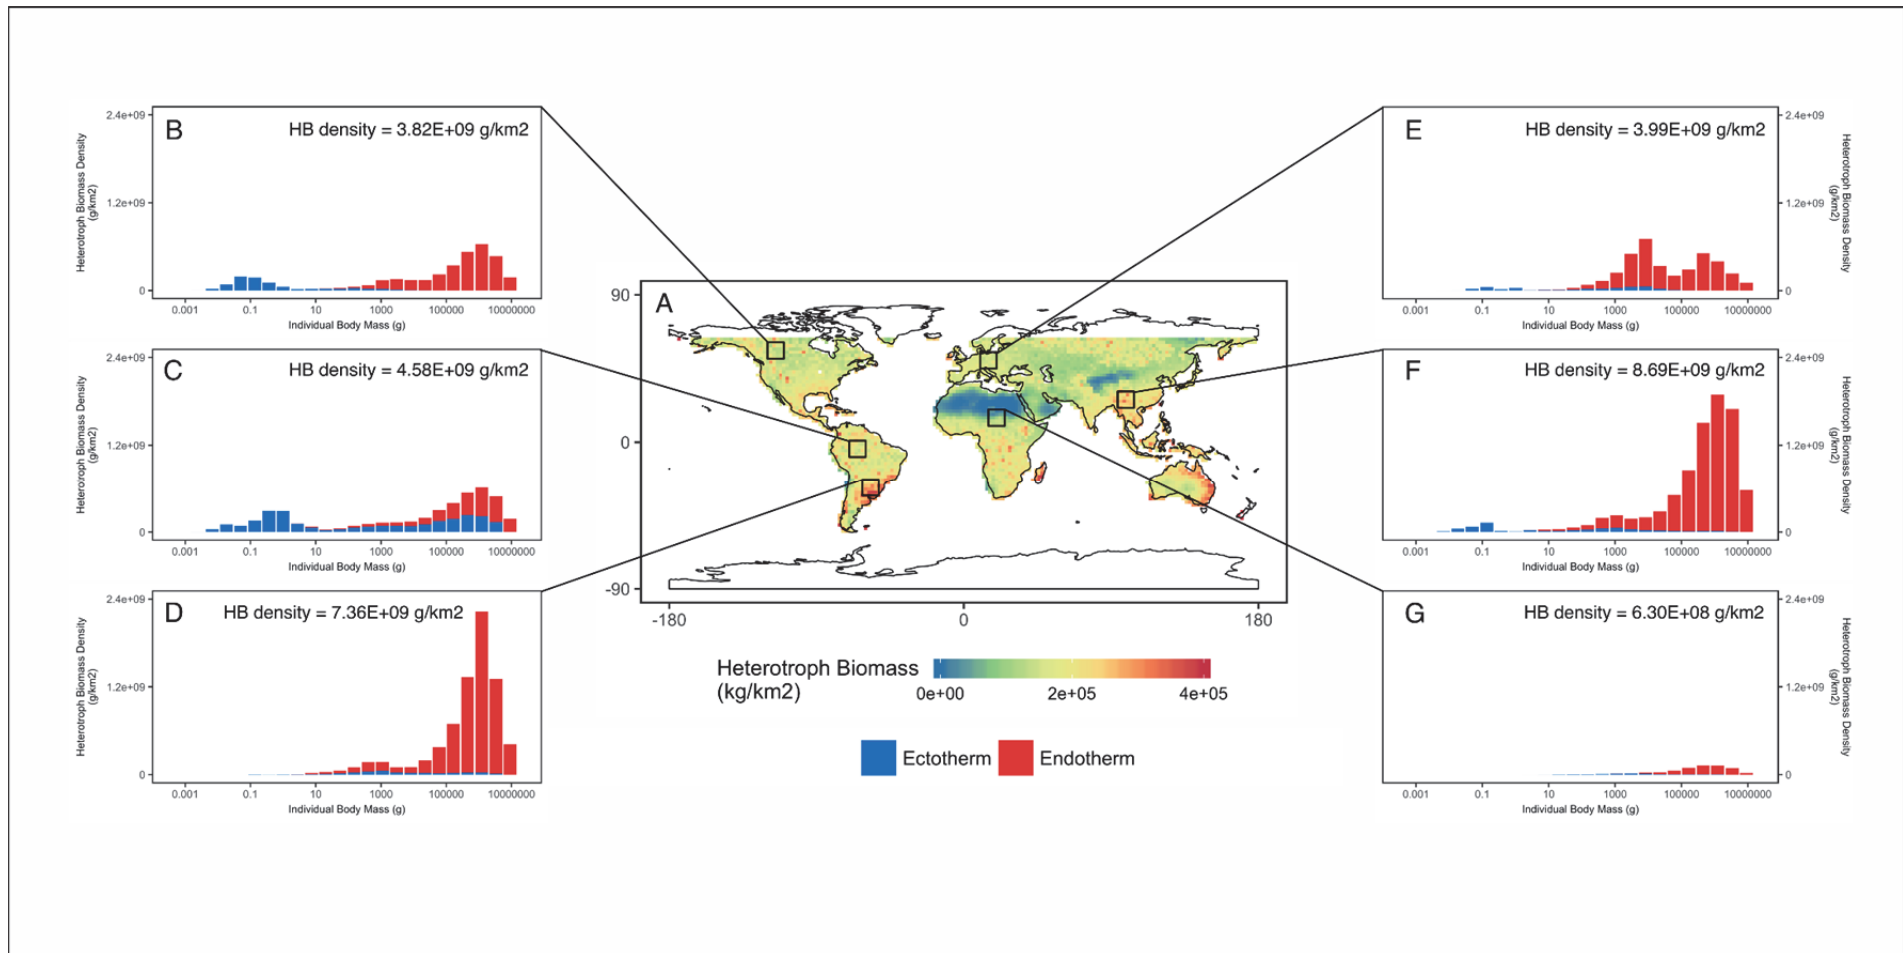 B
HB density = 3.82E+09 g/km2
Heterotroph Biomass Density
(g/km2)
2.4e+09
1.2e+09
0
0.001
0.1
10
1000
100000
10000000
Individual Body Mass (g)
C
HB density = 4.58E+09 g/km2
Heterotroph Biomass Density
(g/km2)
2.4e+09
1.2e+09
0
0.001
0.1
10
1000
100000
10000000
Individual Body Mass (g)
D
HB density = 7.36E+09 g/km2
Heterotroph Biomass Density
(g/km2)
2.4e+09
1.2e+09
0
0.001
0.1
10
1000
100000
10000000
Individual Body Mass (g)
A
90
0
-90
-180
0
180
Heterotroph Biomass
(kg/km2)
0e+00
2e+05
4e+05
Ectotherm
Endotherm
E
HB density = 3.99E+09 g/km2
2.4e+09
1.2e+09
0
Heterotroph Biomass Density
(g/km2)
0.001
0.1
10
1000
100000
10000000
Individual Body Mass (g)
F
HB density = 8.69E+09 g/km2
2.4e+09
1.2e+09
0
Heterotroph Biomass Density
(g/km2)
0.001
0.1
10
1000
100000
10000000
Individual Body Mass (g)
G
HB density = 6.30E+08 g/km2
2.4e+09
1.2e+09
0
Heterotroph Biomass Density
(g/km2)
0.001
0.1
10
1000
100000
10000000
Individual Body Mass (g)